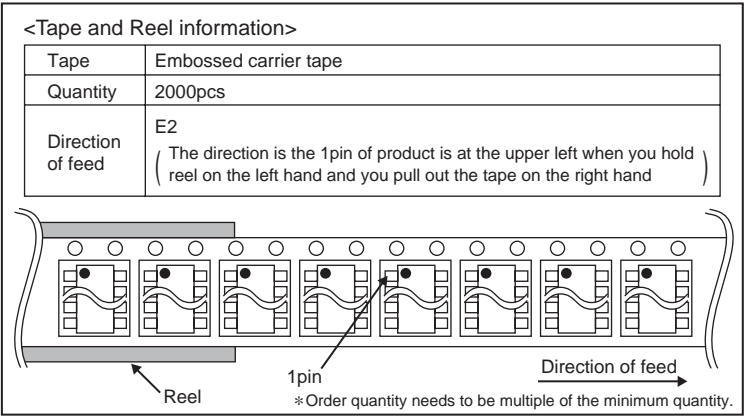 <Tape and Reel information>
Tape Embossed carrier tape
Quantity 2000pcs
Direction of feed E2
( The direction is the 1pin of product is at the upper left when you hold
reel on the left hand and you pull out the tape on the right hand )
Direction of feed
1pin
Reel
*Order quantity needs to be multiple of the minimum quantity.